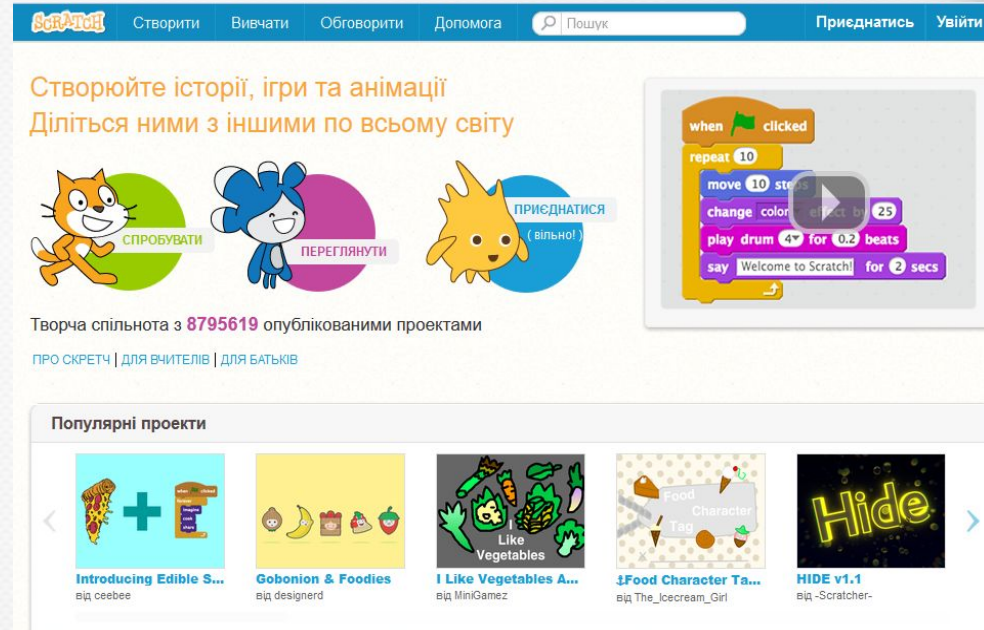 SCRATCH Створити Вивчати Обговорити Допомога Пошук Приєднатись Увійти
Створюйте історії, ігри та анімації
Діліться ними з іншими по всьому світу
СПРОБУВАТИ
ПЕРЕГЛЯНУТИ
ПРИЄДНАТИСЯ
( вільно! )
when clicked
repeat 10
move 10 steps
change color effect by 25
play drum 4 for 0.2 beats
say Welcome to Scratch! for 2 secs
Творча спільнота з 8795619 опублікованими проектами
ПРО СКРЕТЧ | ДЛЯ ВЧИТЕЛІВ | ДЛЯ БАТЬКІВ
Популярні проекти
I
Like
Vegetables
Food
Character
Tag
Hide
Introducing Edible S...
від ceebee
Gobonion & Foodies
від designerd
I Like Vegetables A...
від MiniGamez
Food Character Ta...
від The_Icecream_Girl
HIDE v1.1
від -Scratcher-